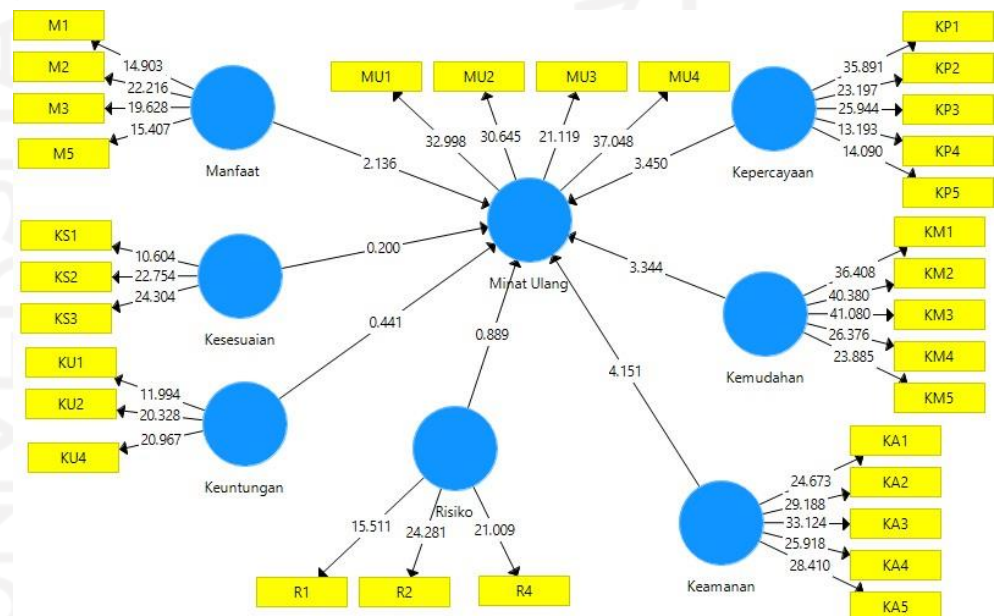 M1
M2
M3
M5
14.903
22.216
19.628
15.407
Manfaat
MU1
MU2
MU3
MU4
32.998
30.645
21.119
37.048
KP1
KP2
KP3
KP4
KP5
35.891
23.197
25.944
13.193
14.090
Kepercayaan
2.136
3.450
Minat Ulang
KS1
KS2
KS3
10.604
22.754
24.304
Kesesuaian
0.200
3.344
KM1
KM2
KM3
KM4
KM5
36.408
40.380
41.080
26.376
23.885
Kemudahan
KU1
KU2
KU4
11.994
20.328
20.967
Keuntungan
0.441
0.889
4.151
Risiko
15.511
24.281
21.009
R1
R2
R4
KA1
KA2
KA3
KA4
KA5
24.673
29.188
33.124
25.918
28.410
Keamanan